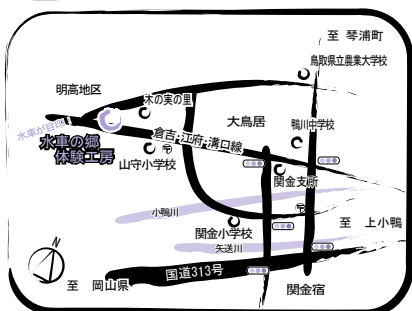 至 琴浦町
鳥取県立農業大学校
明高地区
木の実の里
水車が目印
大鳥居
鴨川中学校
倉吉・江府・溝口線
水車の郷
体験工房
山守小学校
関金支所
小鴨川
関金小学校
至 上小鴨
矢送川
N
国道313号
至 岡山県
関金宿